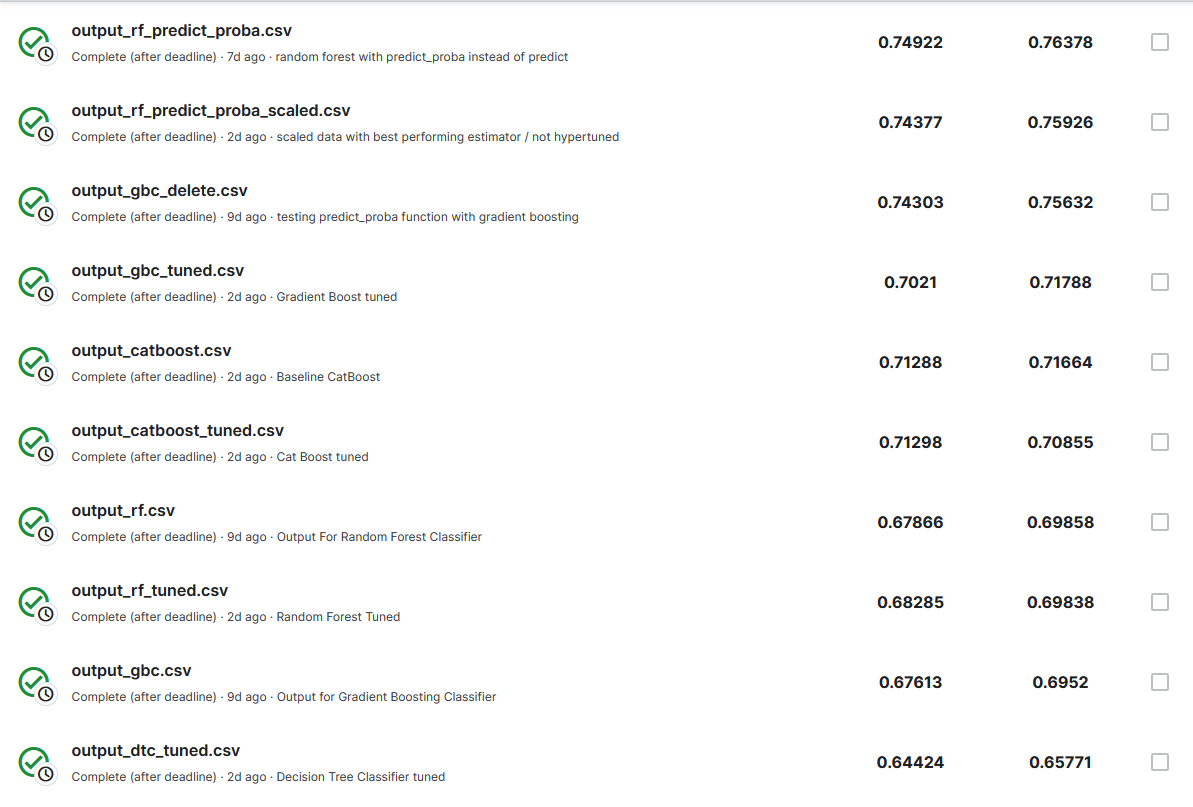 output_rf_predict_proba.csv
Complete (after deadline) · 7d ago · random forest with predict_proba instead of predict
0.74922
0.76378
output_rf_predict_proba_scaled.csv
Complete (after deadline) · 2d ago · scaled data with best performing estimator / not hypertuned
0.74377
0.75926
output_gbc_delete.csv
Complete (after deadline) · 9d ago · testing predict_proba function with gradient boosting
0.74303
0.75632
output_gbc_tuned.csv
Complete (after deadline) · 2d ago · Gradient Boost tuned
0.7021
0.71788
output_catboost.csv
Complete (after deadline) · 2d ago · Baseline CatBoost
0.71288
0.71664
output_catboost_tuned.csv
Complete (after deadline) · 2d ago · Cat Boost tuned
0.71298
0.70855
output_rf.csv
Complete (after deadline) · 9d ago · Output For Random Forest Classifier
0.67866
0.69858
output_rf_tuned.csv
Complete (after deadline) · 2d ago · Random Forest Tuned
0.68285
0.69838
output_gbc.csv
Complete (after deadline) · 9d ago · Output for Gradient Boosting Classifier
0.67613
0.6952
output_dtc_tuned.csv
Complete (after deadline) · 2d ago · Decision Tree Classifier tuned
0.64424
0.65771